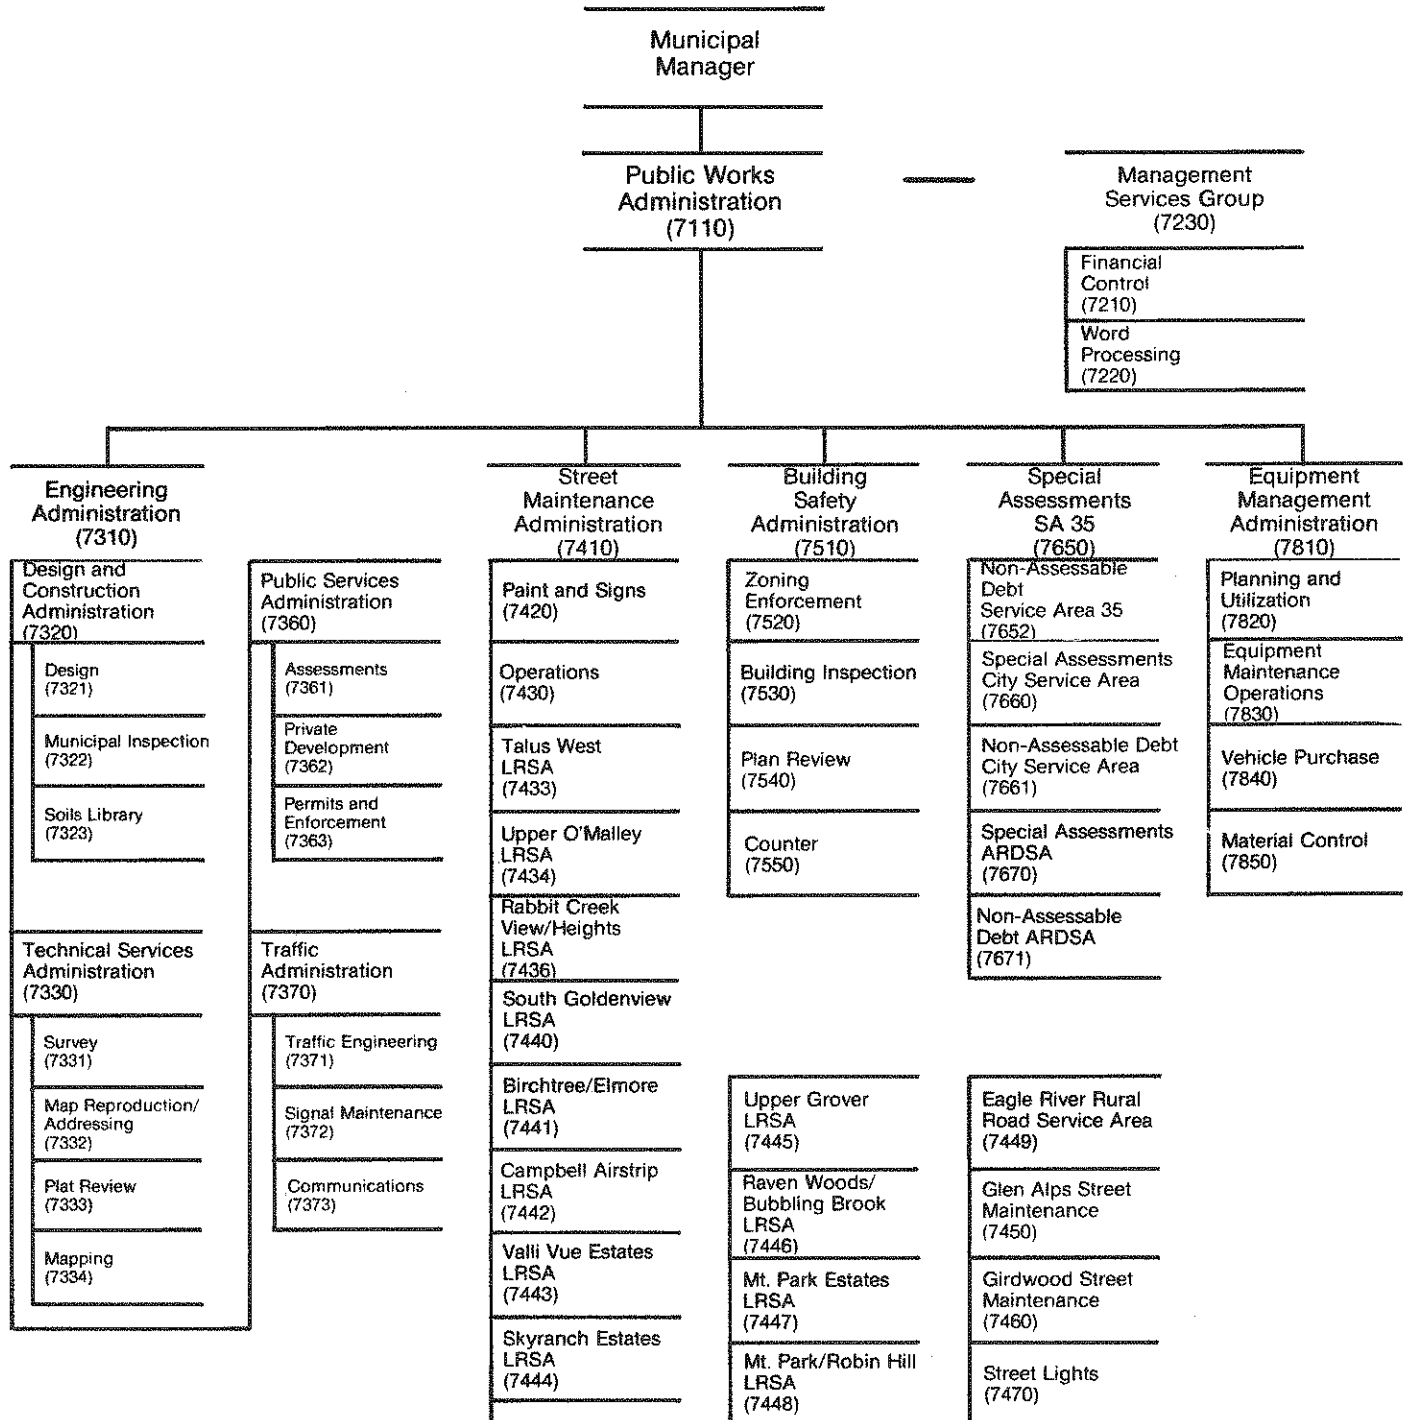 Municipal
Manager
Public Works
Administration
(7110)
Management
Services Group
(7230)
Financial
Control
(7210)
Word
Processing
(7220)
Engineering
Administration
(7310)
Design and
Construction
Administration
(7320)
Design
(7321)
Municipal Inspection
(7322)
Soils Library
(7323)
Technical Services
Administration
(7330)
Survey
(7331)
Map Reproduction/
Addressing
(7332)
Plat Review
(7333)
Mapping
(7334)
Public Services
Administration
(7360)
Assessments
(7361)
Private
Development
(7362)
Permits and
Enforcement
(7363)
Traffic
Administration
(7370)
Traffic Engineering
(7371)
Signal Maintenance
(7372)
Communications
(7373)
Street
Maintenance
Administration
(7410)
Paint and Signs
(7420)
Operations
(7430)
Talus West
LRSA
(7433)
Upper O'Malley
LRSA
(7434)
Rabbit Creek
View/Heights
LRSA
(7436)
South Goldenview
LRSA
(7440)
Birchtree/Elmore
LRSA
(7441)
Campbell Airstrip
LRSA
(7442)
Valli Vue Estates
LRSA
(7443)
Skyranch Estates
LRSA
(7444)
Building
Safety
Administration
(7510)
Zoning
Enforcement
(7520)
Building Inspection
(7530)
Plan Review
(7540)
Counter
(7550)
Upper Grover
LRSA
(7445)
Raven Woods/
Bubbling Brook
LRSA
(7446)
Mt. Park Estates
LRSA
(7447)
Mt. Park/Robin Hill
LRSA
(7448)
Special
Assessments
SA 35
(7650)
Non-Assessable
Debt
Service Area 35
(7652)
Special Assessments
City Service Area
(7660)
Non-Assessable Debt
City Service Area
(7661)
Special Assessments
ARDSA
(7670)
Non-Assessable
Debt ARDSA
(7671)
Eagle River Rural
Road Service Area
(7449)
Glen Alps Street
Maintenance
(7450)
Girdwood Street
Maintenance
(7460)
Street Lights
(7470)
Equipment
Management
Administration
(7810)
Planning and
Utilization
(7820)
Equipment
Maintenance
Operations
(7830)
Vehicle Purchase
(7840)
Material Control
(7850)